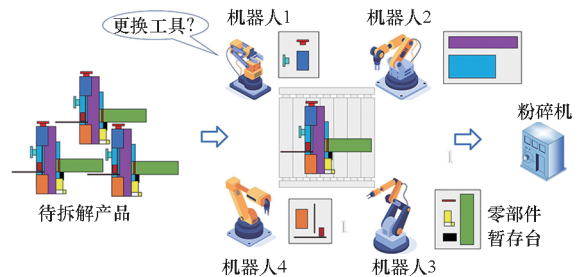 更换工具?
机器人1
机器人2
粉碎机
待拆解产品
零部件
暂存台
机器人4
机器人3